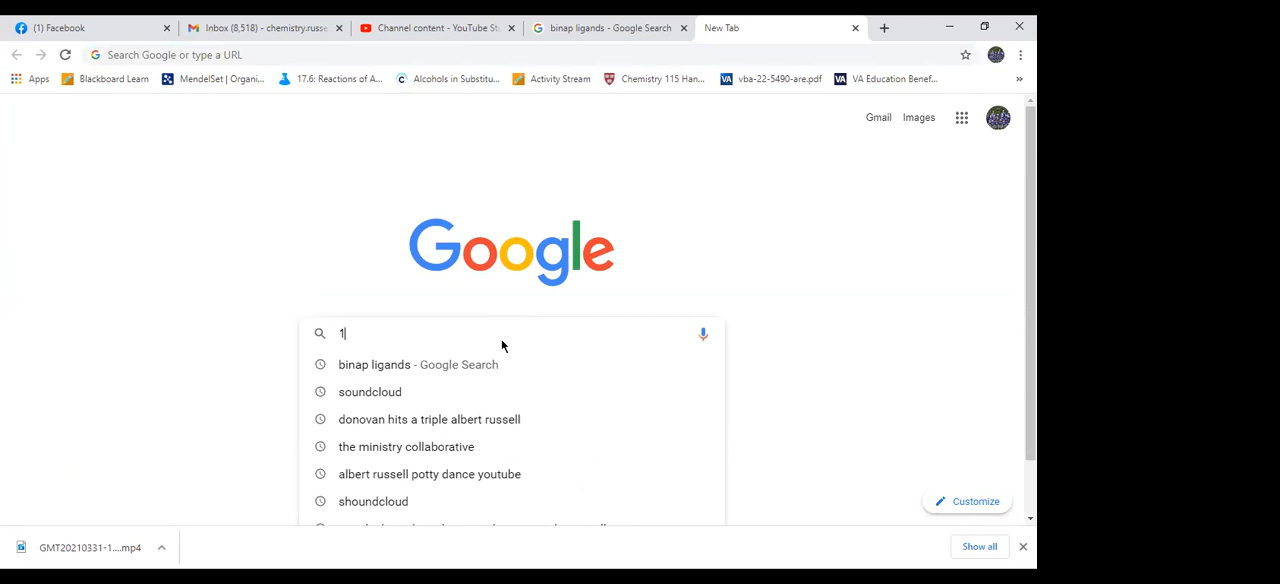 (1) Facebook
Inbox (8,518) - chemistry.russe
Channel content - YouTube St
binap ligands - Google Search
New Tab
Search Google or type a URL
Apps
Blackboard Learn
MendelSet | Organi...
17.6: Reactions of A...
Alcohols in Substitu...
Activity Stream
Chemistry 115 Han...
VA
vba-22-5490-are.pdf
VA
VA Education Benef...
»
Gmail
Images
Google
1
binap ligands - Google Search
soundcloud
donovan hits a triple albert russell
the ministry collaborative
albert russell potty dance youtube
shoundcloud
Customize
GMT20210331-1....mp4
Show all